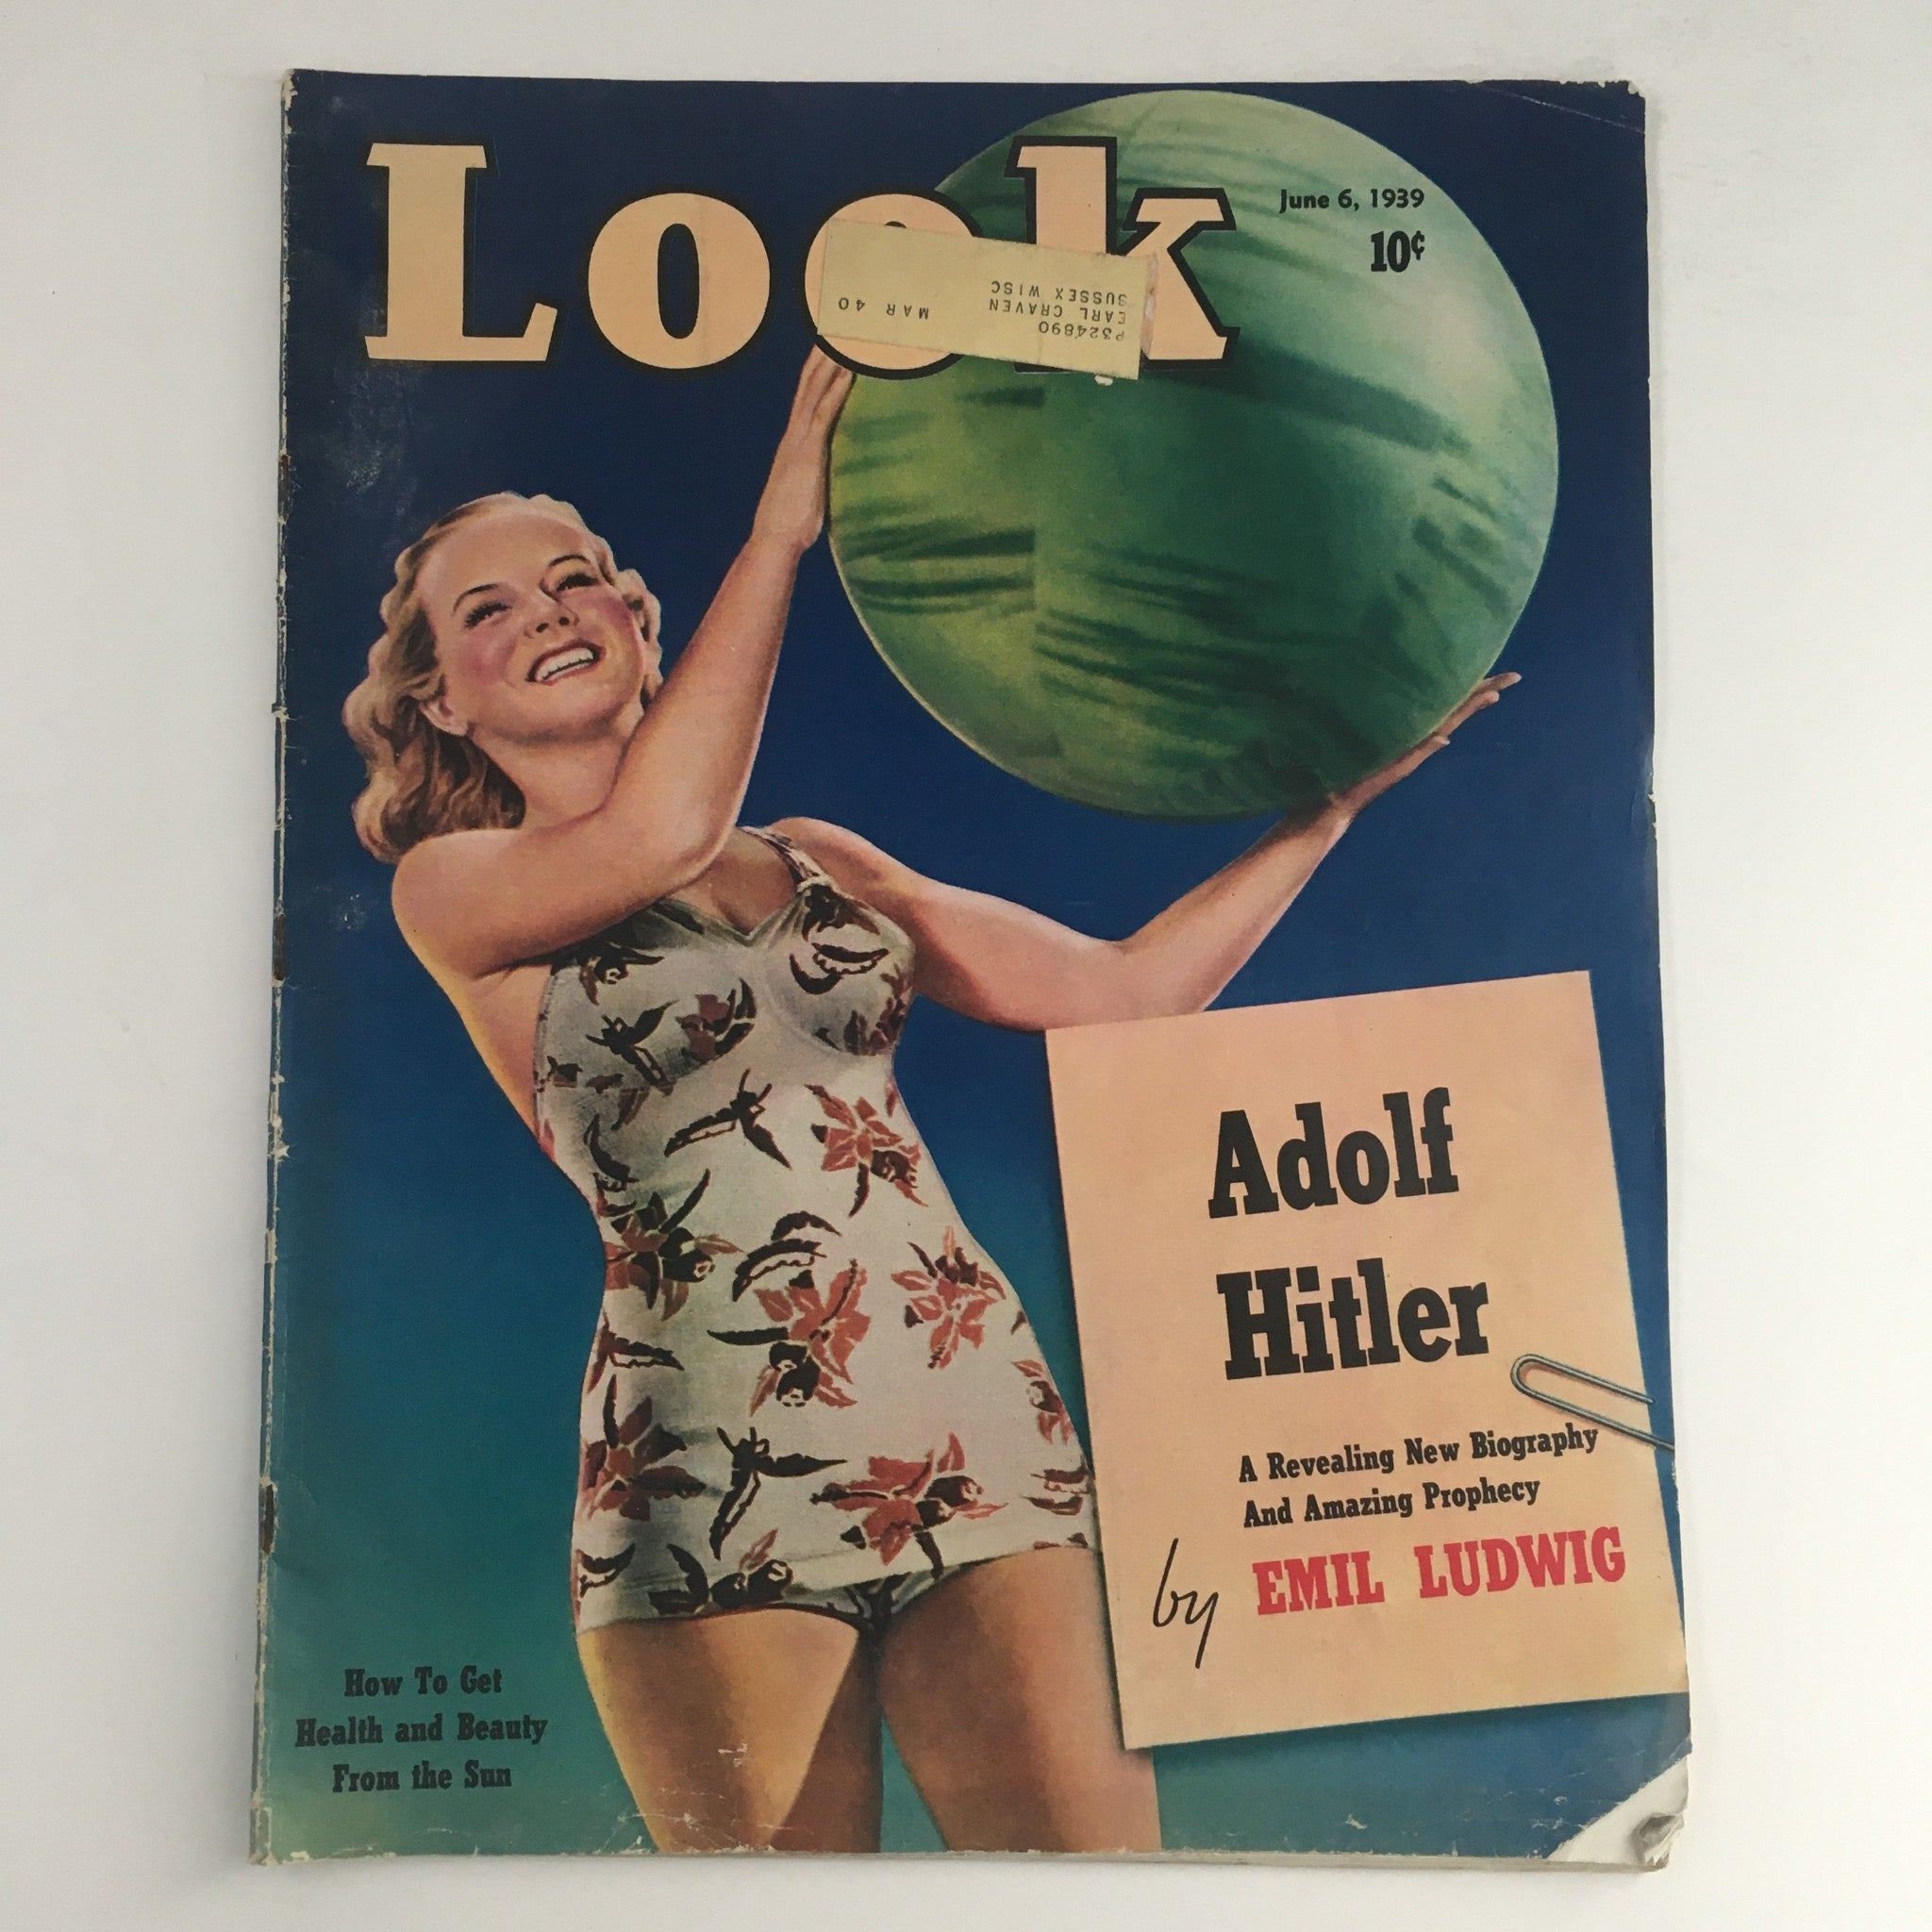 Look
June 6, 1939
10¢
P324890
EARL CRAVEN MAR 40
SUSSEX WISC
Adolf
Hitler
A Revealing New Biography
And Amazing Prophecy
by EMIL LUDWIG
How To Get
Health and Beauty
From the Sun